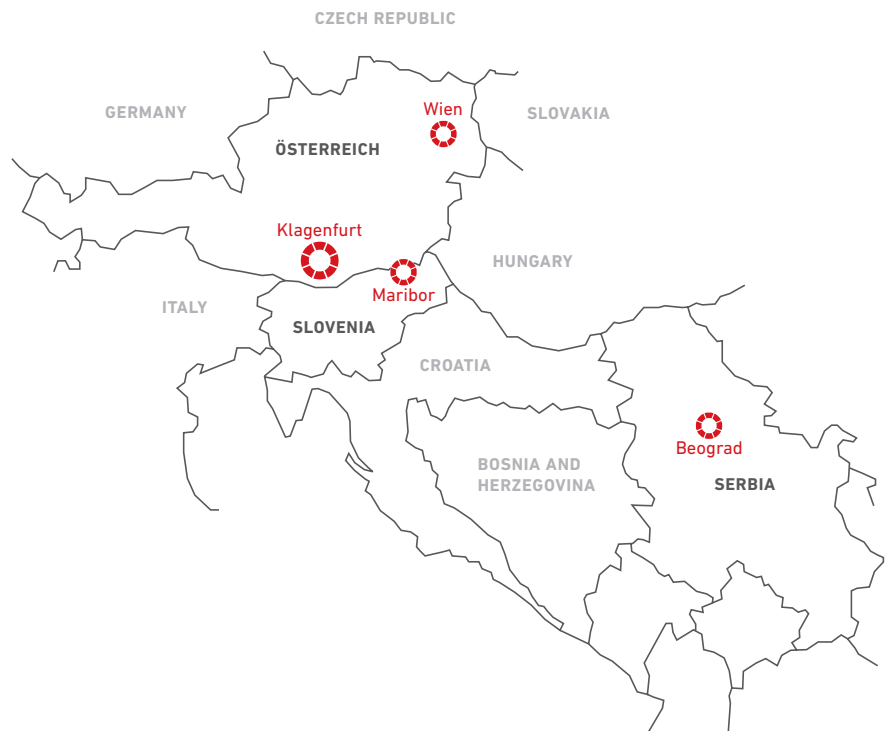 CZECH REPUBLIC
GERMANY
Wien
SLOVAKIA
ÖSTERREICH
Klagenfurt
HUNGARY
Maribor
ITALY
SLOVENIA
CROATIA
Beograd
BOSNIA AND
HERZEGOVINA
SERBIA